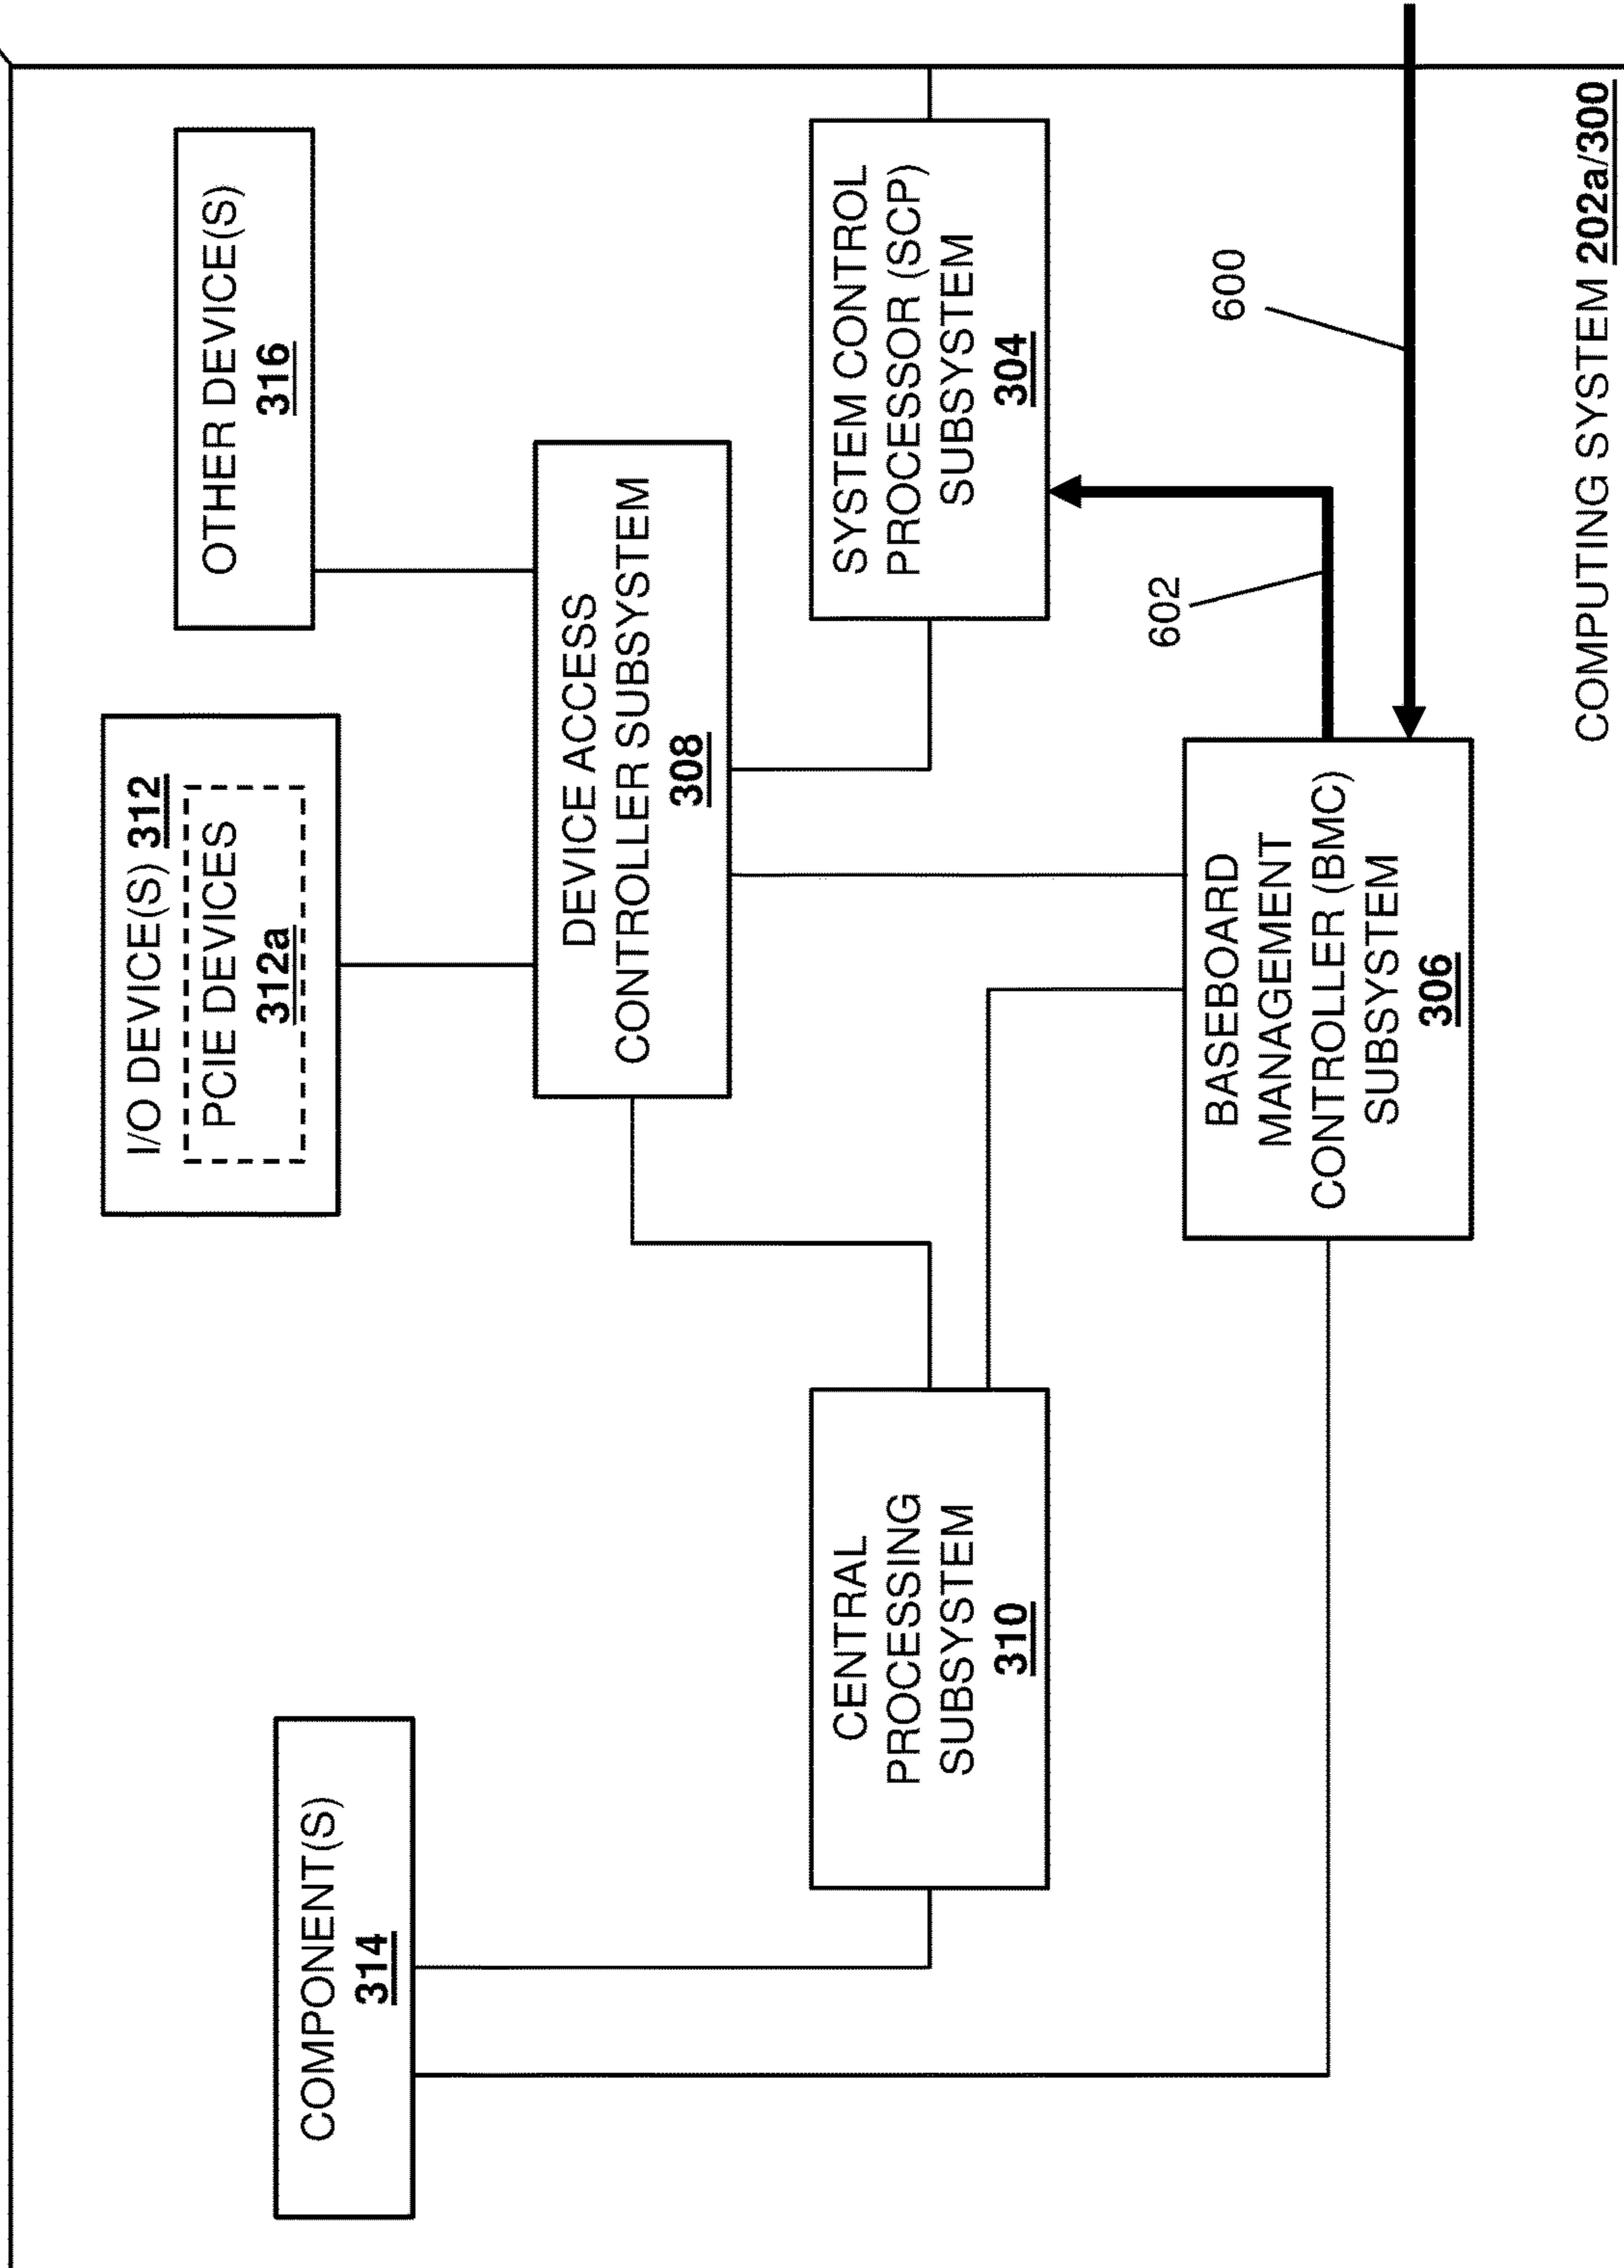 COMPONENT(S)
314
I/O DEVICE(S) 312
PCIE DEVICES
312a
OTHER DEVICE(S)
316
DEVICE ACCESS
CONTROLLER SUBSYSTEM
308
CENTRAL
PROCESSING
SUBSYSTEM
310
SYSTEM CONTROL
PROCESSOR (SCP)
SUBSYSTEM
304
602
600
BASEBOARD
MANAGEMENT
CONTROLLER (BMC)
SUBSYSTEM
306
COMPUTING SYSTEM 202a/300